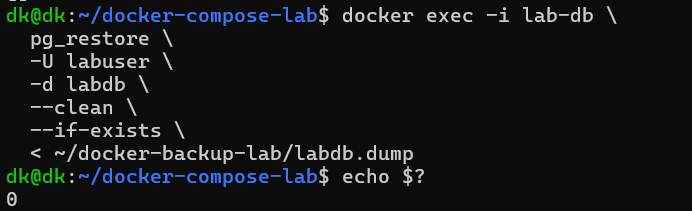 dk@dk:~/docker-compose-lab$ docker exec -i lab-db \
  pg_restore \
  -U labuser \
  -d labdb \
  --clean \
  --if-exists \
  < ~/docker-backup-lab/labdb.dump
dk@dk:~/docker-compose-lab$ echo $?
0